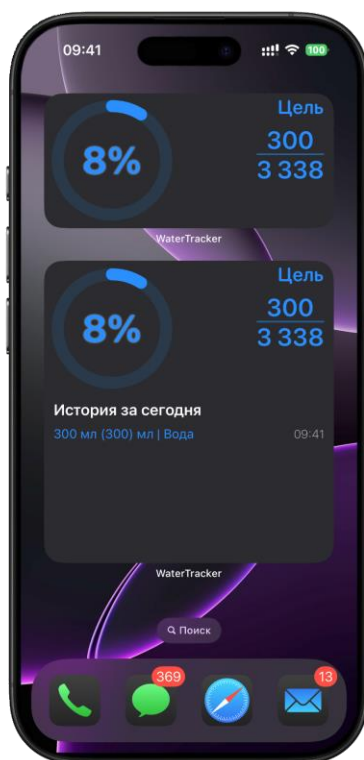 09:41
100
Цель
8%
300
3 338
WaterTracker
Цель
8%
300
3 338
История за сегодня
300 мл (300) мл | Вода 09:41
WaterTracker
Поиск
369
13